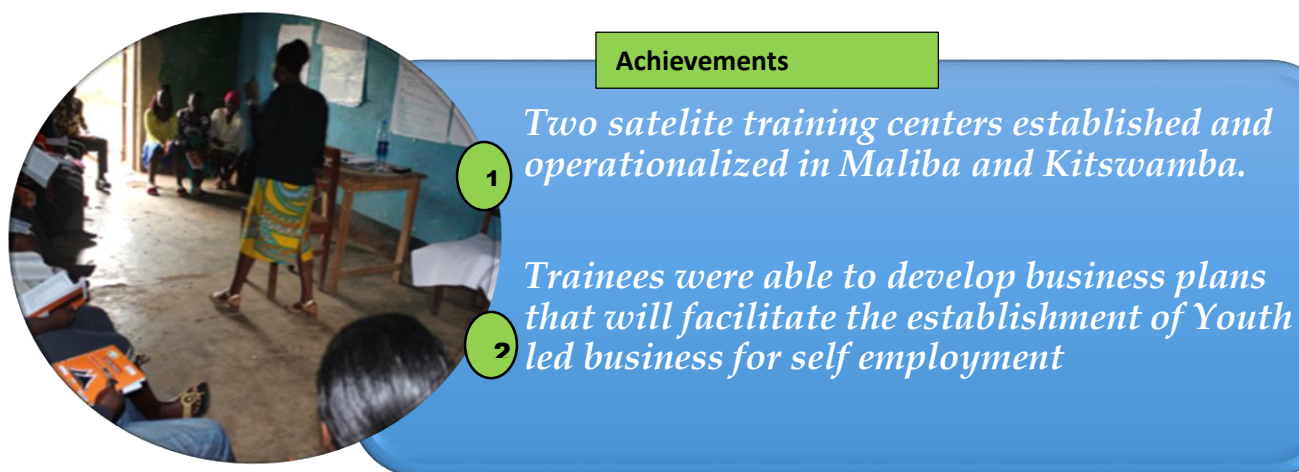 Achievements
1
Two satelite training centers established and
operationalized in Maliba and Kitswamba.
2
Trainees were able to develop business plans
that will facilitate the establishment of Youth
led business for self employment